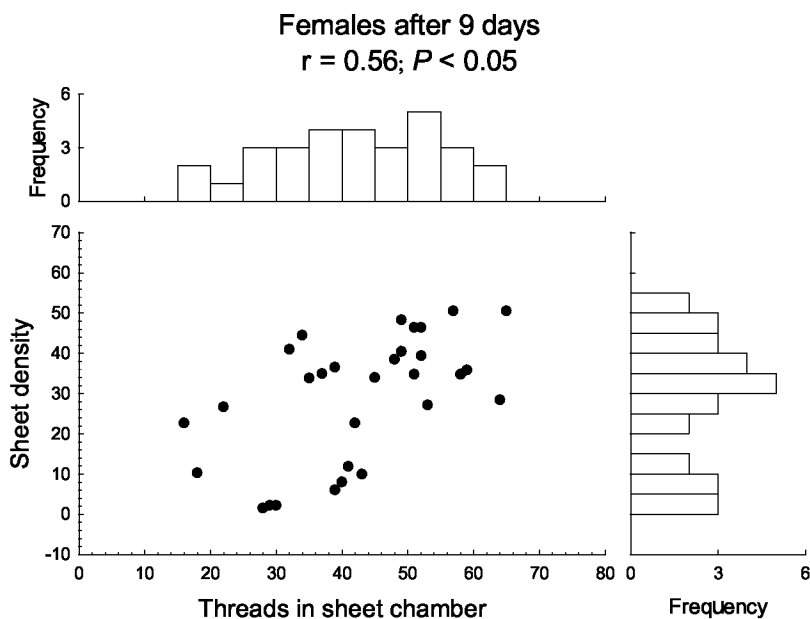 Females after 9 days
r = 0.56; P < 0.05
Frequency
6
3
0
Sheet density
70
60
50
40
30
20
10
0
-10
0 10 20 30 40 50 60 70 80
Threads in sheet chamber
0 3 6
Frequency